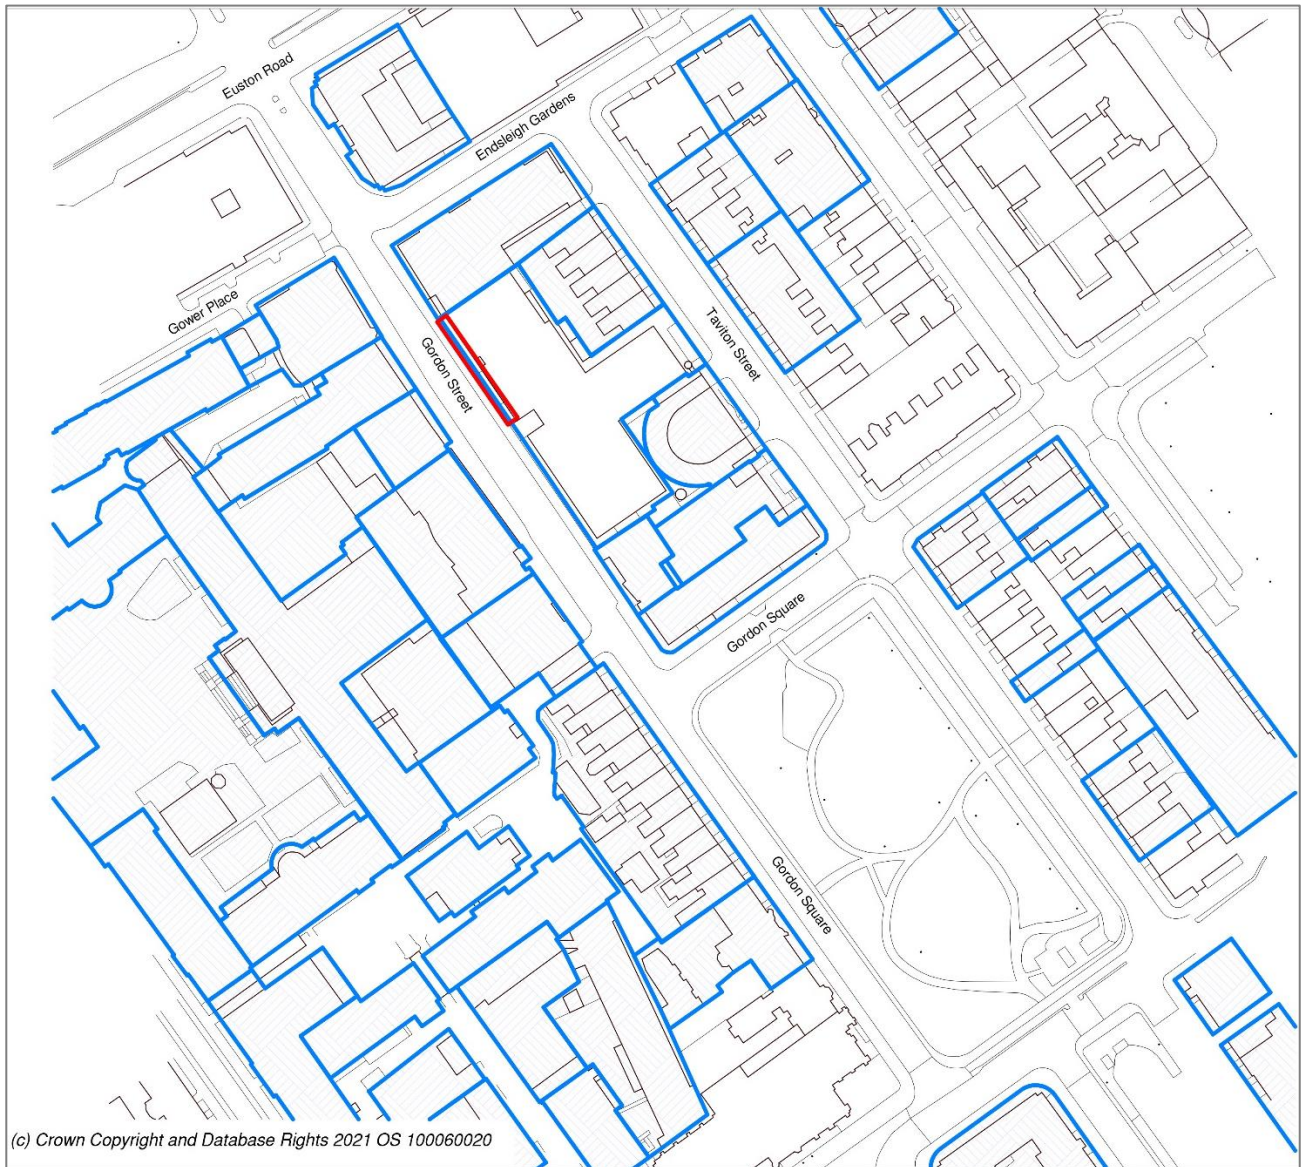 Euston Road
Endsleigh Gardens
Gower Place
Gordon Street
Taviton Street
Gordon Square
Gordon Square
(c) Crown Copyright and Database Rights 2021 OS 100060020